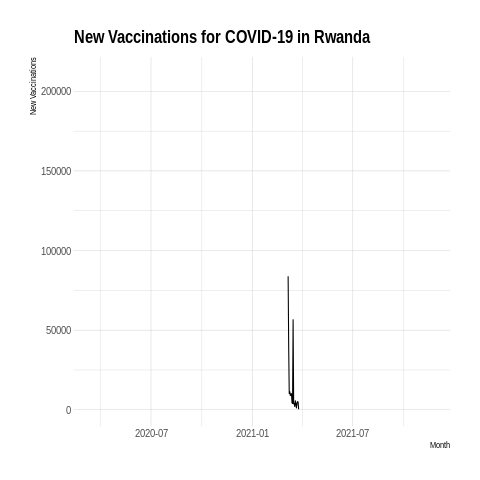 New Vaccinations for COVID-19 in Rwanda
New Vaccinations
200000
150000
100000
50000
0
2020-07
2021-01
2021-07
Month